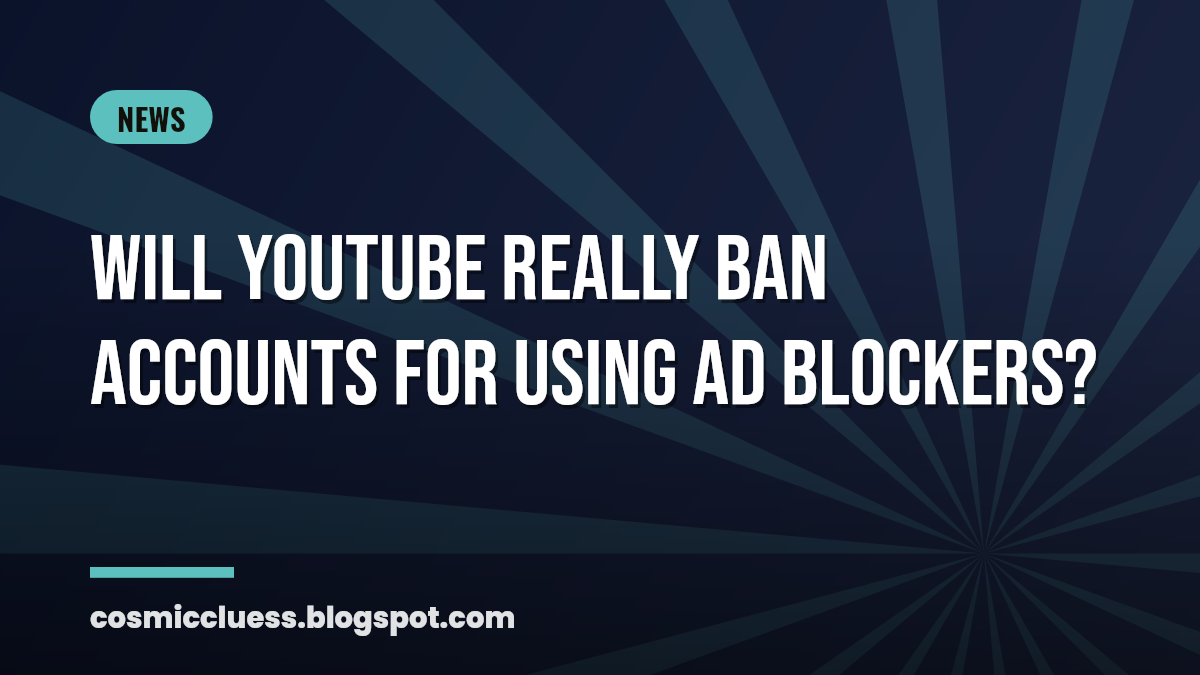 NEWS
WILL YOUTUBE REALLY BAN
ACCOUNTS FOR USING AD BLOCKERS?
cosmiccluess.blogspot.com